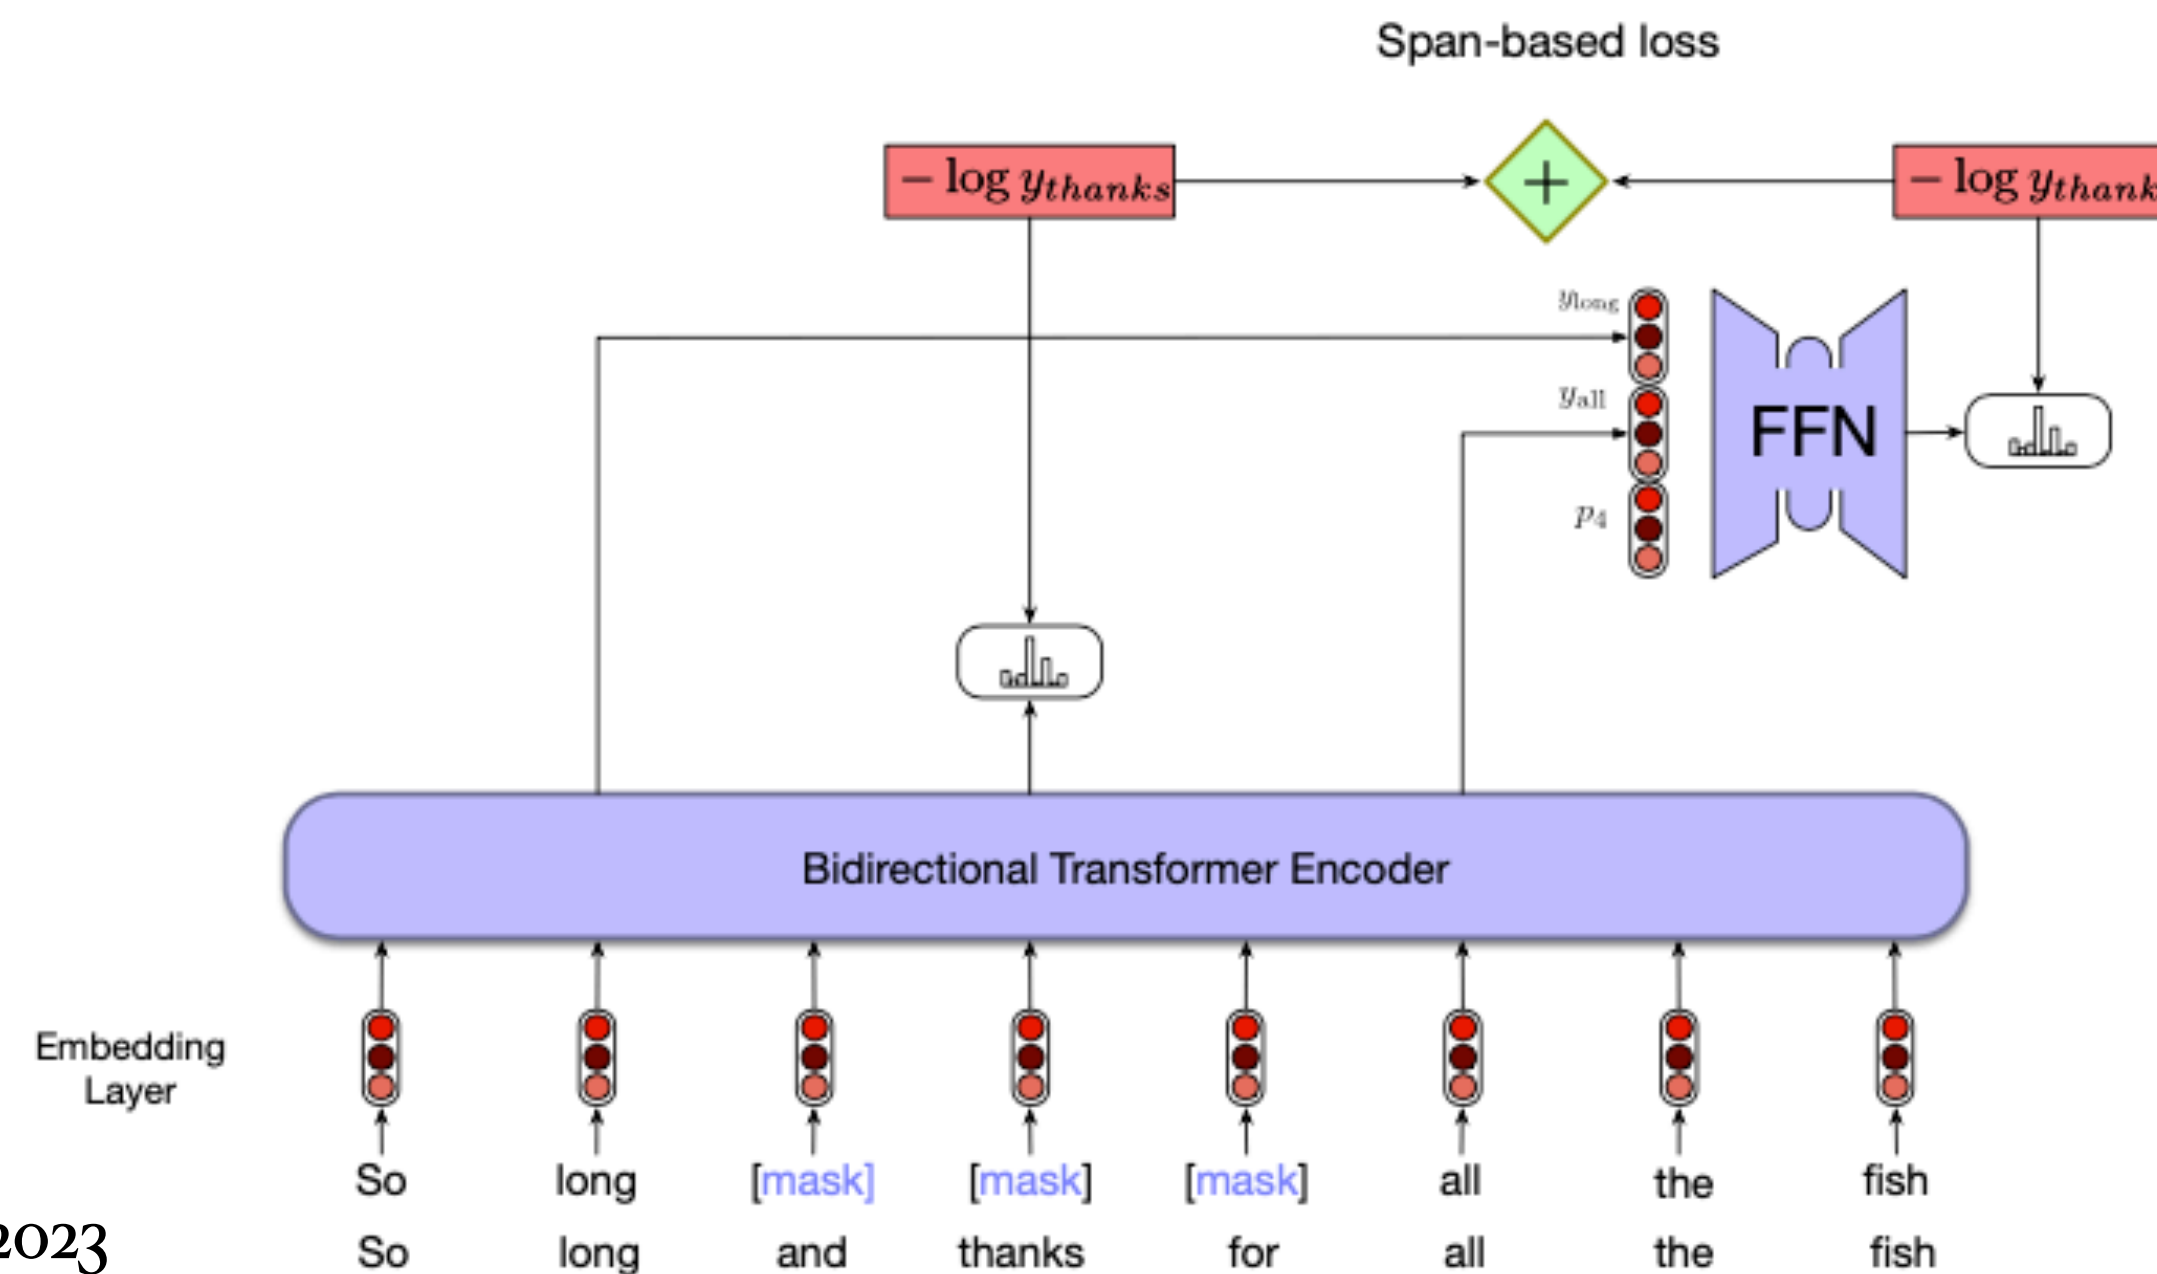 Span-based loss
− log y_thanks
+
− log y_thank
y_long
y_all
FFN
p_4
Bidirectional Transformer Encoder
Embedding
Layer
So long [mask] [mask] [mask] all the fish
2023
So long and thanks for all the fish